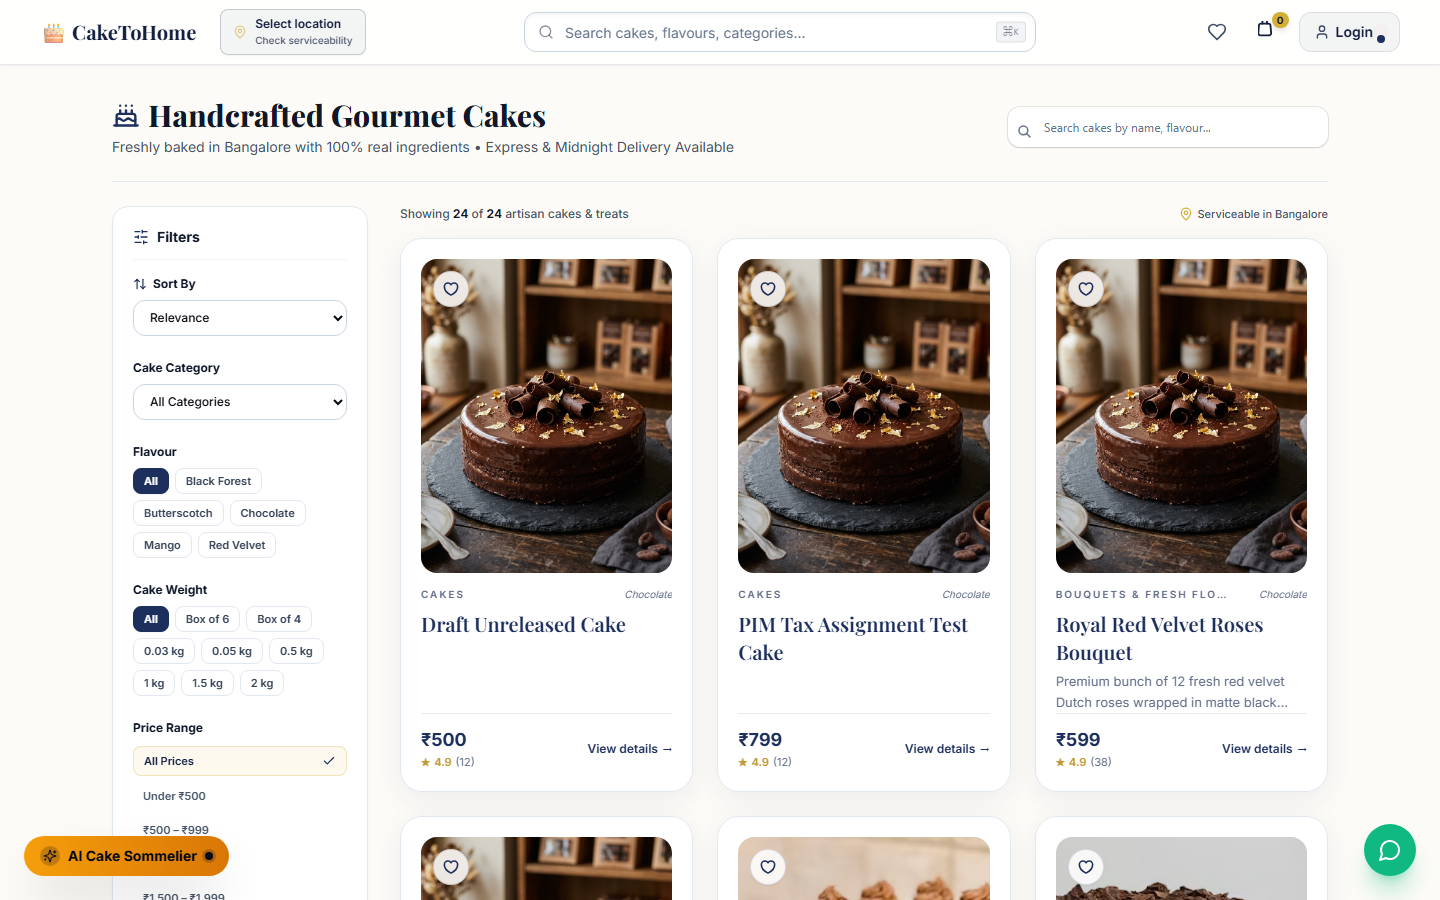 CakeToHome
Select location
Check serviceability
Search cakes, flavours, categories...
⌘K
0
Login
Handcrafted Gourmet Cakes
Freshly baked in Bangalore with 100% real ingredients • Express & Midnight Delivery Available
Search cakes by name, flavour...
Filters
Sort By
Relevance
Cake Category
All Categories
Flavour
All
Black Forest
Butterscotch
Chocolate
Mango
Red Velvet
Cake Weight
All
Box of 6
Box of 4
0.03 kg
0.05 kg
0.5 kg
1 kg
1.5 kg
2 kg
Price Range
All Prices
Under ₹500
₹500 – ₹999
₹1,500 – ₹1,999
AI Cake Sommelier
Showing 24 of 24 artisan cakes & treats
Serviceable in Bangalore
CAKES
Chocolate
Draft Unreleased Cake
₹500
★ 4.9 (12)
View details →
CAKES
Chocolate
PIM Tax Assignment Test
Cake
₹799
★ 4.9 (12)
View details →
BOUQUETS & FRESH FLO...
Chocolate
Royal Red Velvet Roses
Bouquet
Premium bunch of 12 fresh red velvet
Dutch roses wrapped in matte black...
₹599
★ 4.9 (38)
View details →